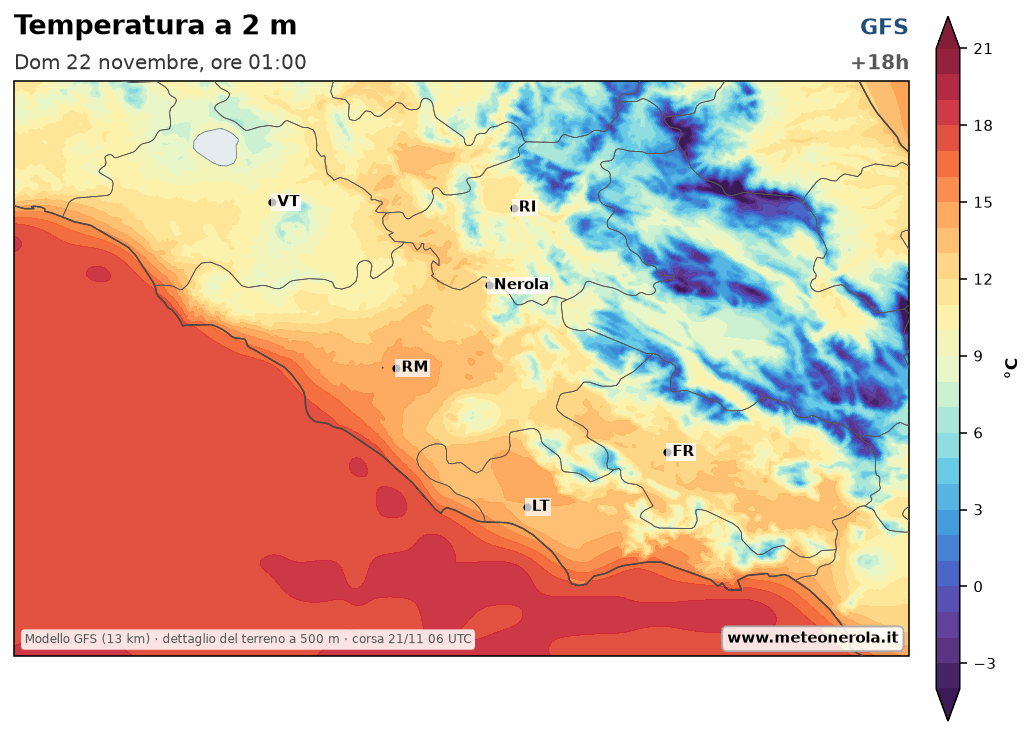 Temperatura a 2 m
GFS
Dom 22 novembre, ore 01:00
+18h
21
18
15
12
9
6
3
0
−3
°C
VT
RI
Nerola
RM
FR
LT
Modello GFS (13 km) · dettaglio del terreno a 500 m · corsa 21/11 06 UTC
www.meteonerola.it